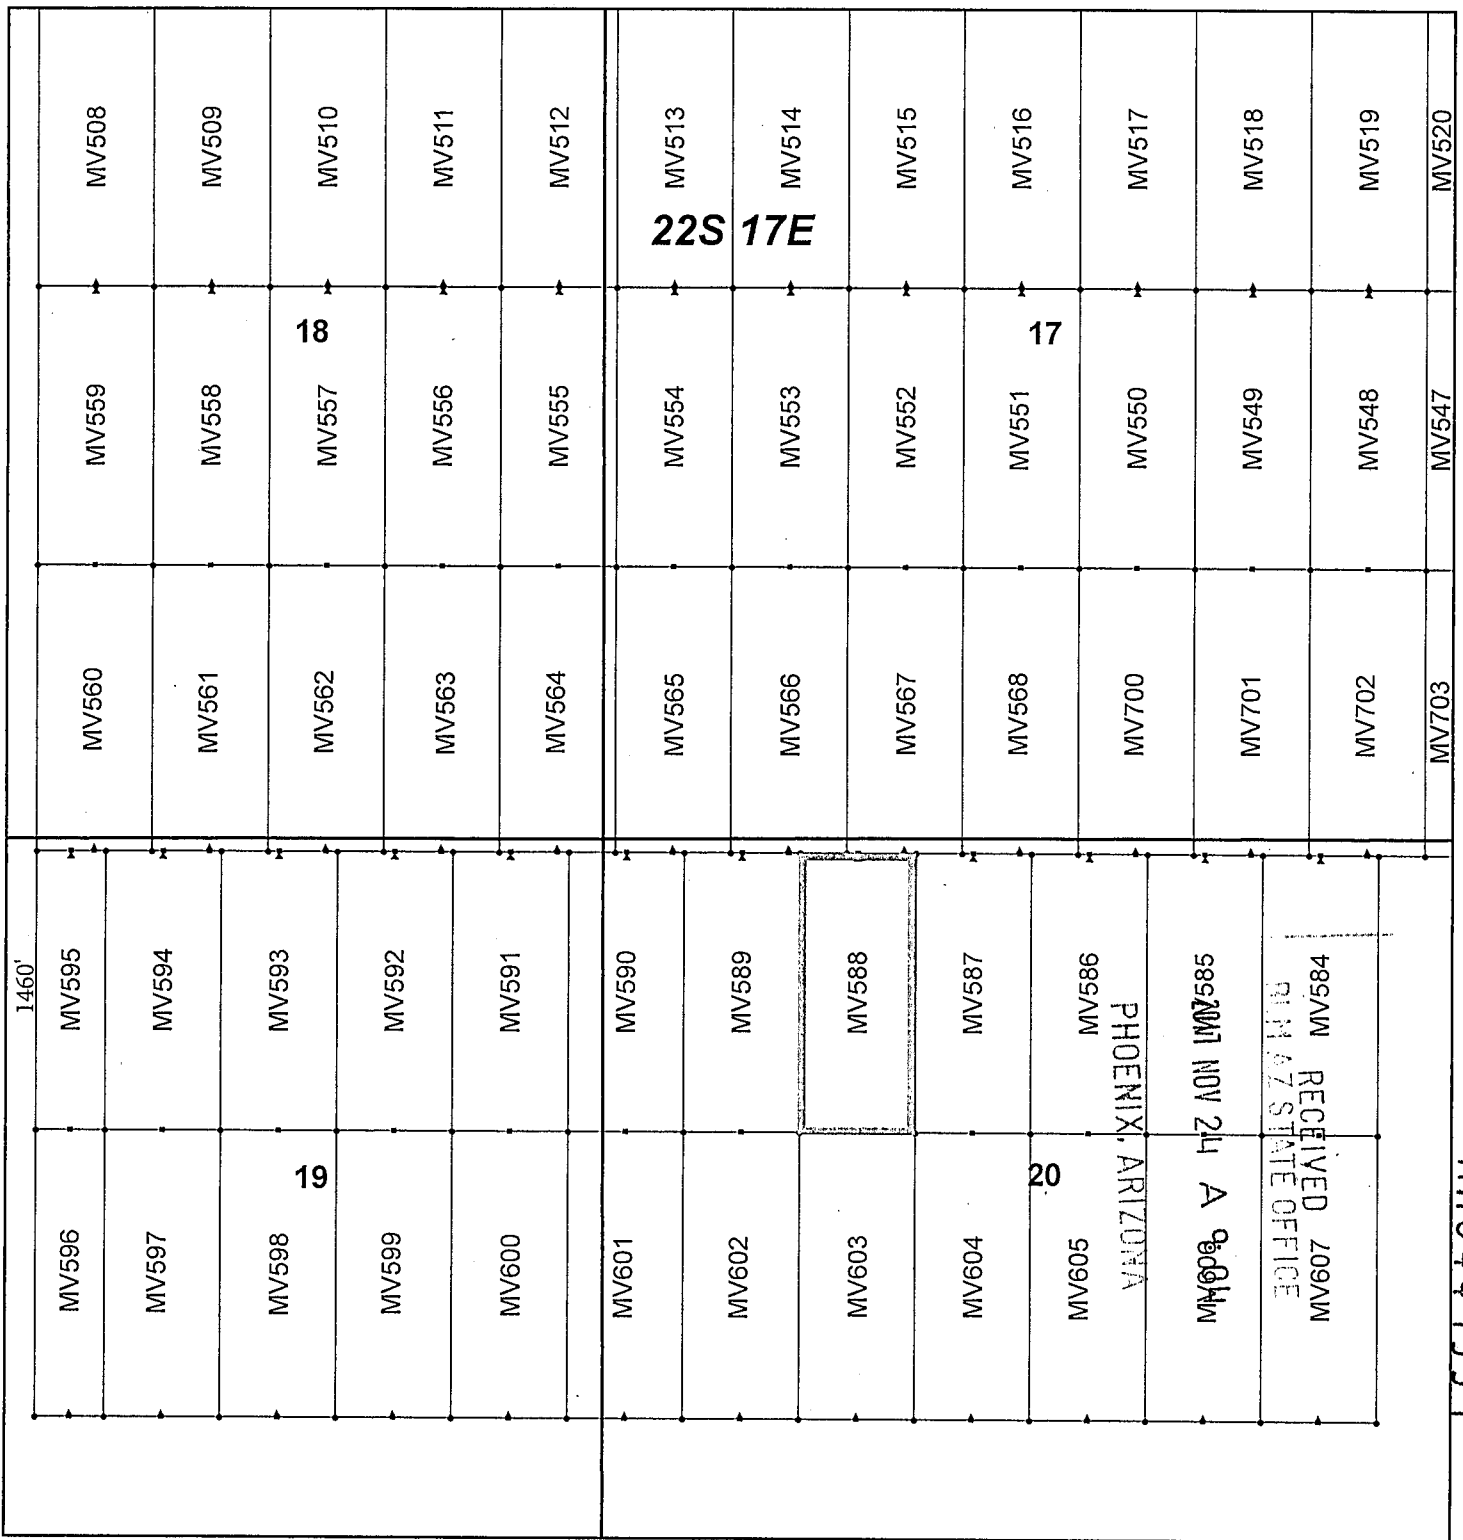 MV508 MV509 MV510 MV511 MV512 MV513 MV514 MV515 MV516 MV517 MV518 MV519 MV520
22S 17E
18 17
MV559 MV558 MV557 MV556 MV555 MV554 MV553 MV552 MV551 MV550 MV549 MV548 MV547
MV560 MV561 MV562 MV563 MV564 MV565 MV566 MV567 MV568 MV700 MV701 MV702 MV703
1460'
MV595 MV594 MV593 MV592 MV591 MV590 MV589 MV588 MV587 MV586 MV585 MV584
19 20
MV596 MV597 MV598 MV599 MV600 MV601 MV602 MV603 MV604 MV605 MV606 MV607
RECEIVED
BLM AZ STATE OFFICE
NOV 24 A
PHOENIX, ARIZONA